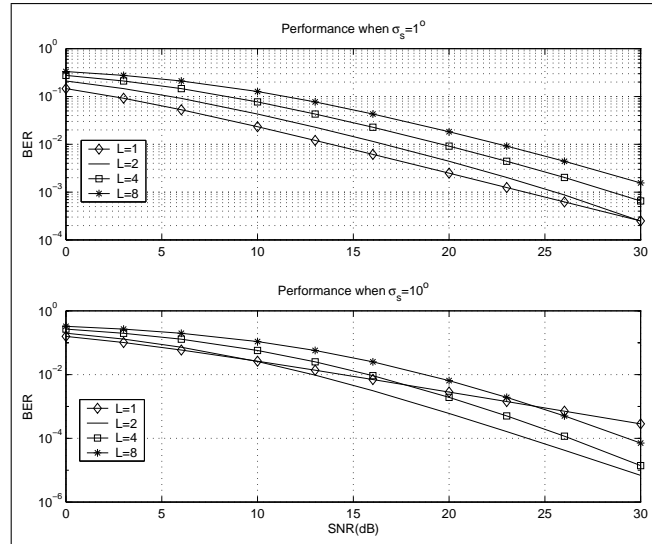 Performance when σs=1°
10^0
10^−1
10^−2
10^−3
10^−4
BER
L=1
L=2
L=4
L=8
0 5 10 15 20 25 30
Performance when σs=10°
10^0
10^−2
10^−4
10^−6
BER
L=1
L=2
L=4
L=8
0 5 10 15 20 25 30
SNR(dB)